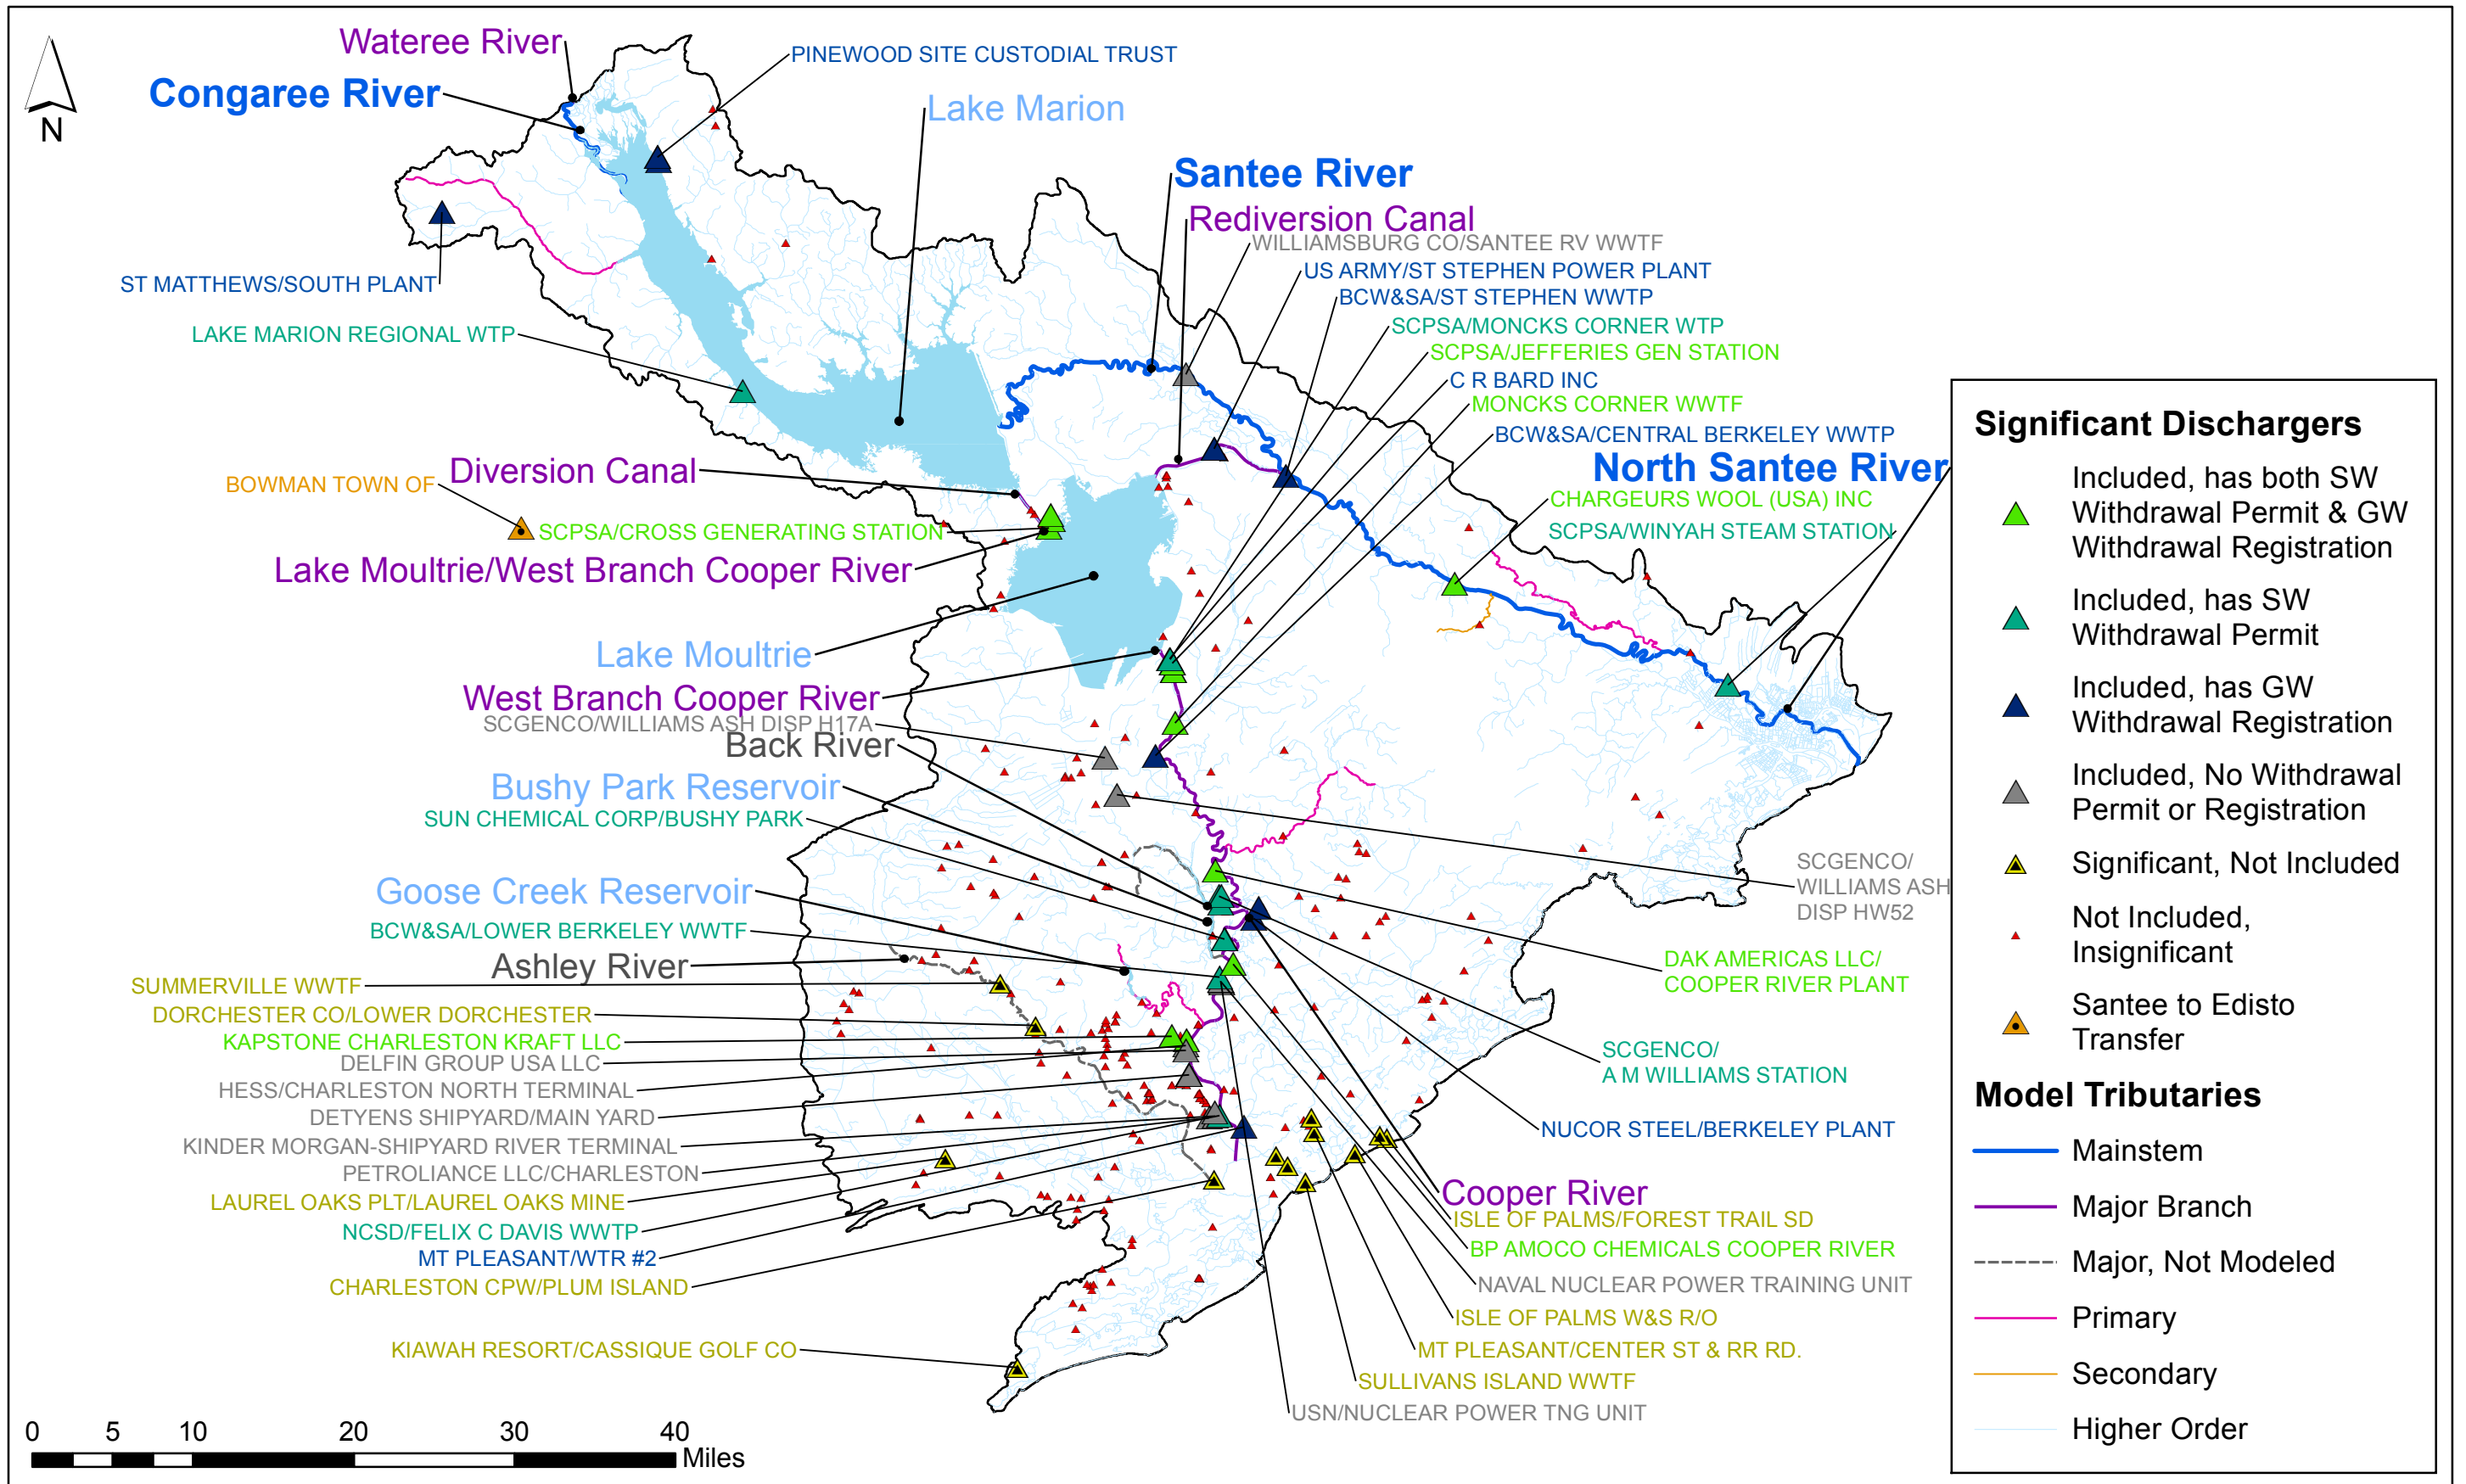 Wateree River
PINEWOOD SITE CUSTODIAL TRUST
Congaree River
Lake Marion
N
Santee River
Rediversion Canal
WILLIAMSBURG CO/SANTEE RV WWTF
US ARMY/ST STEPHEN POWER PLANT
ST MATTHEWS/SOUTH PLANT
BCW&SA/ST STEPHEN WWTP
LAKE MARION REGIONAL WTP
SCPSA/MONCKS CORNER WTP
SCPSA/JEFFERIES GEN STATION
C R BARD INC
MONCKS CORNER WWTF
BCW&SA/CENTRAL BERKELEY WWTP
Diversion Canal
North Santee River
BOWMAN TOWN OF
CHARGEURS WOOL (USA) INC
SCPSA/CROSS GENERATING STATION
SCPSA/WINYAH STEAM STATION
Lake Moultrie/West Branch Cooper River
Lake Moultrie
West Branch Cooper River
SCGENCO/WILLIAMS ASH DISP H17A
Back River
Bushy Park Reservoir
SUN CHEMICAL CORP/BUSHY PARK
Goose Creek Reservoir
BCW&SA/LOWER BERKELEY WWTF
Ashley River
SUMMERVILLE WWTF
DORCHESTER CO/LOWER DORCHESTER
KAPSTONE CHARLESTON KRAFT LLC
DELFIN GROUP USA LLC
HESS/CHARLESTON NORTH TERMINAL
DETYENS SHIPYARD/MAIN YARD
KINDER MORGAN-SHIPYARD RIVER TERMINAL
PETROLIANCE LLC/CHARLESTON
LAUREL OAKS PLT/LAUREL OAKS MINE
NCSD/FELIX C DAVIS WWTP
MT PLEASANT/WTR #2
CHARLESTON CPW/PLUM ISLAND
KIAWAH RESORT/CASSIQUE GOLF CO
SCGENCO/
WILLIAMS ASH
DISP HW52
DAK AMERICAS LLC/
COOPER RIVER PLANT
SCGENCO/
A M WILLIAMS STATION
NUCOR STEEL/BERKELEY PLANT
Cooper River
ISLE OF PALMS/FOREST TRAIL SD
BP AMOCO CHEMICALS COOPER RIVER
NAVAL NUCLEAR POWER TRAINING UNIT
ISLE OF PALMS W&S R/O
MT PLEASANT/CENTER ST & RR RD.
SULLIVANS ISLAND WWTF
USN/NUCLEAR POWER TNG UNIT
0 5 10 20 30 40
Miles
Significant Dischargers
Included, has both SW
Withdrawal Permit & GW
Withdrawal Registration
Included, has SW
Withdrawal Permit
Included, has GW
Withdrawal Registration
Included, No Withdrawal
Permit or Registration
Significant, Not Included
Not Included,
Insignificant
Santee to Edisto
Transfer
Model Tributaries
Mainstem
Major Branch
Major, Not Modeled
Primary
Secondary
Higher Order